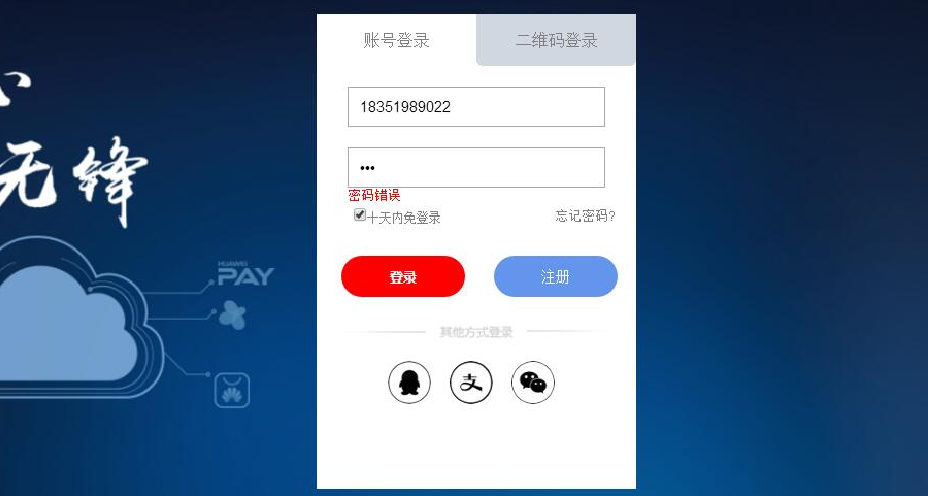 账号登录
二维码登录
心
18351989022
无锋
•••
密码错误
十天内免登录
忘记密码?
HUAWEI
PAY
登录
注册
其他方式登录
支